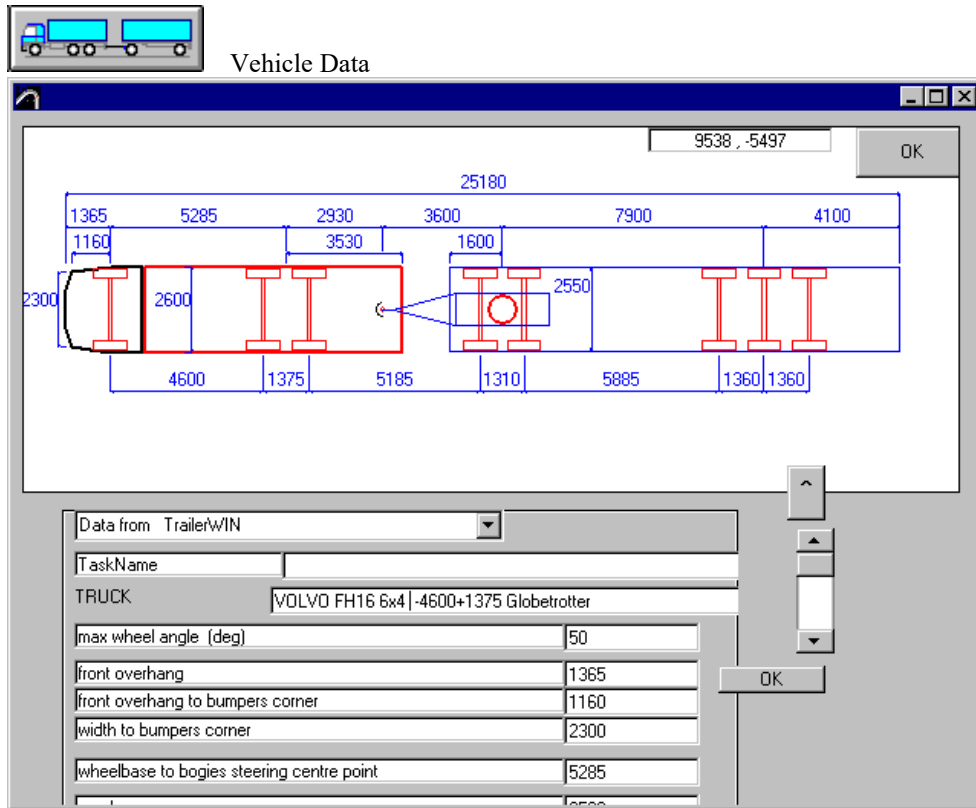 Vehicle Data
9538 , -5497
OK
25180
1365 5285 2930 3600 7900 4100
1160 3530 1600
2300 2600 2550
4600 1375 5185 1310 5885 1360 1360
^
Data from TrailerWIN
TaskName
TRUCK VOLVO FH16 6x4 -4600+1375 Globetrotter
max wheel angle (deg) 50
front overhang 1365
OK
front overhang to bumpers corner 1160
width to bumpers corner 2300
wheelbase to bogies steering centre point 5285